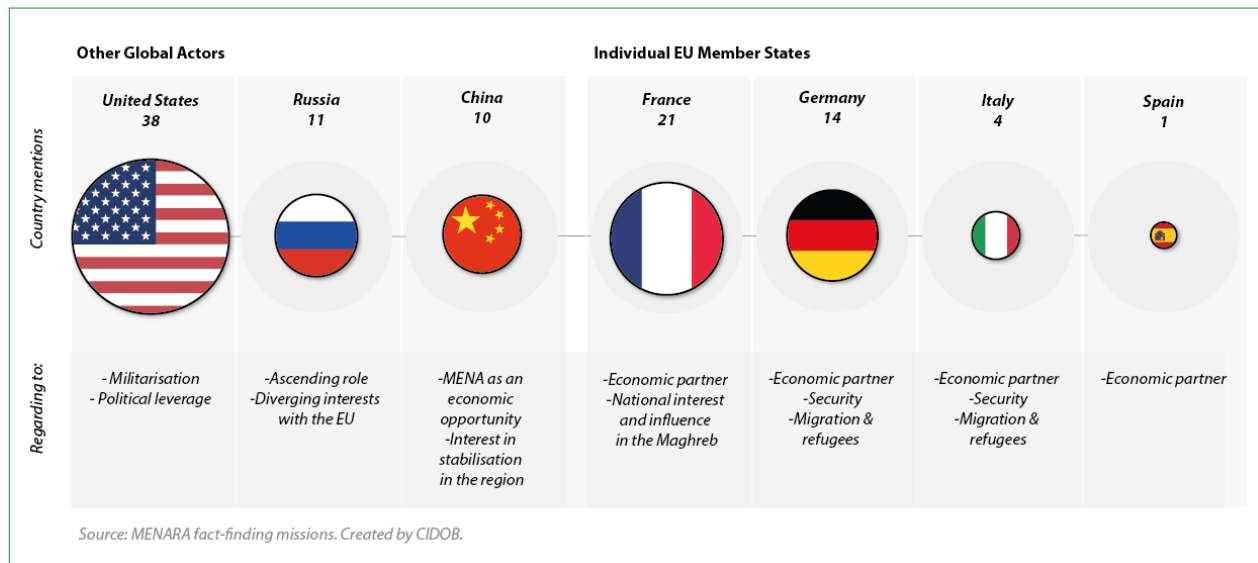 Other Global Actors
Individual EU Member States
Country mentions
United States
38
Russia
11
China
10
France
21
Germany
14
Italy
4
Spain
1
Regarding to:
- Militarisation
- Political leverage
-Ascending role
-Diverging interests
with the EU
-MENA as an
economic
opportunity
-Interest in
stabilisation
in the region
-Economic partner
-National interest
and influence
in the Maghreb
-Economic partner
-Security
-Migration &
refugees
-Economic partner
-Security
-Migration &
refugees
-Economic partner
Source: MENARA fact-finding missions. Created by CIDOB.